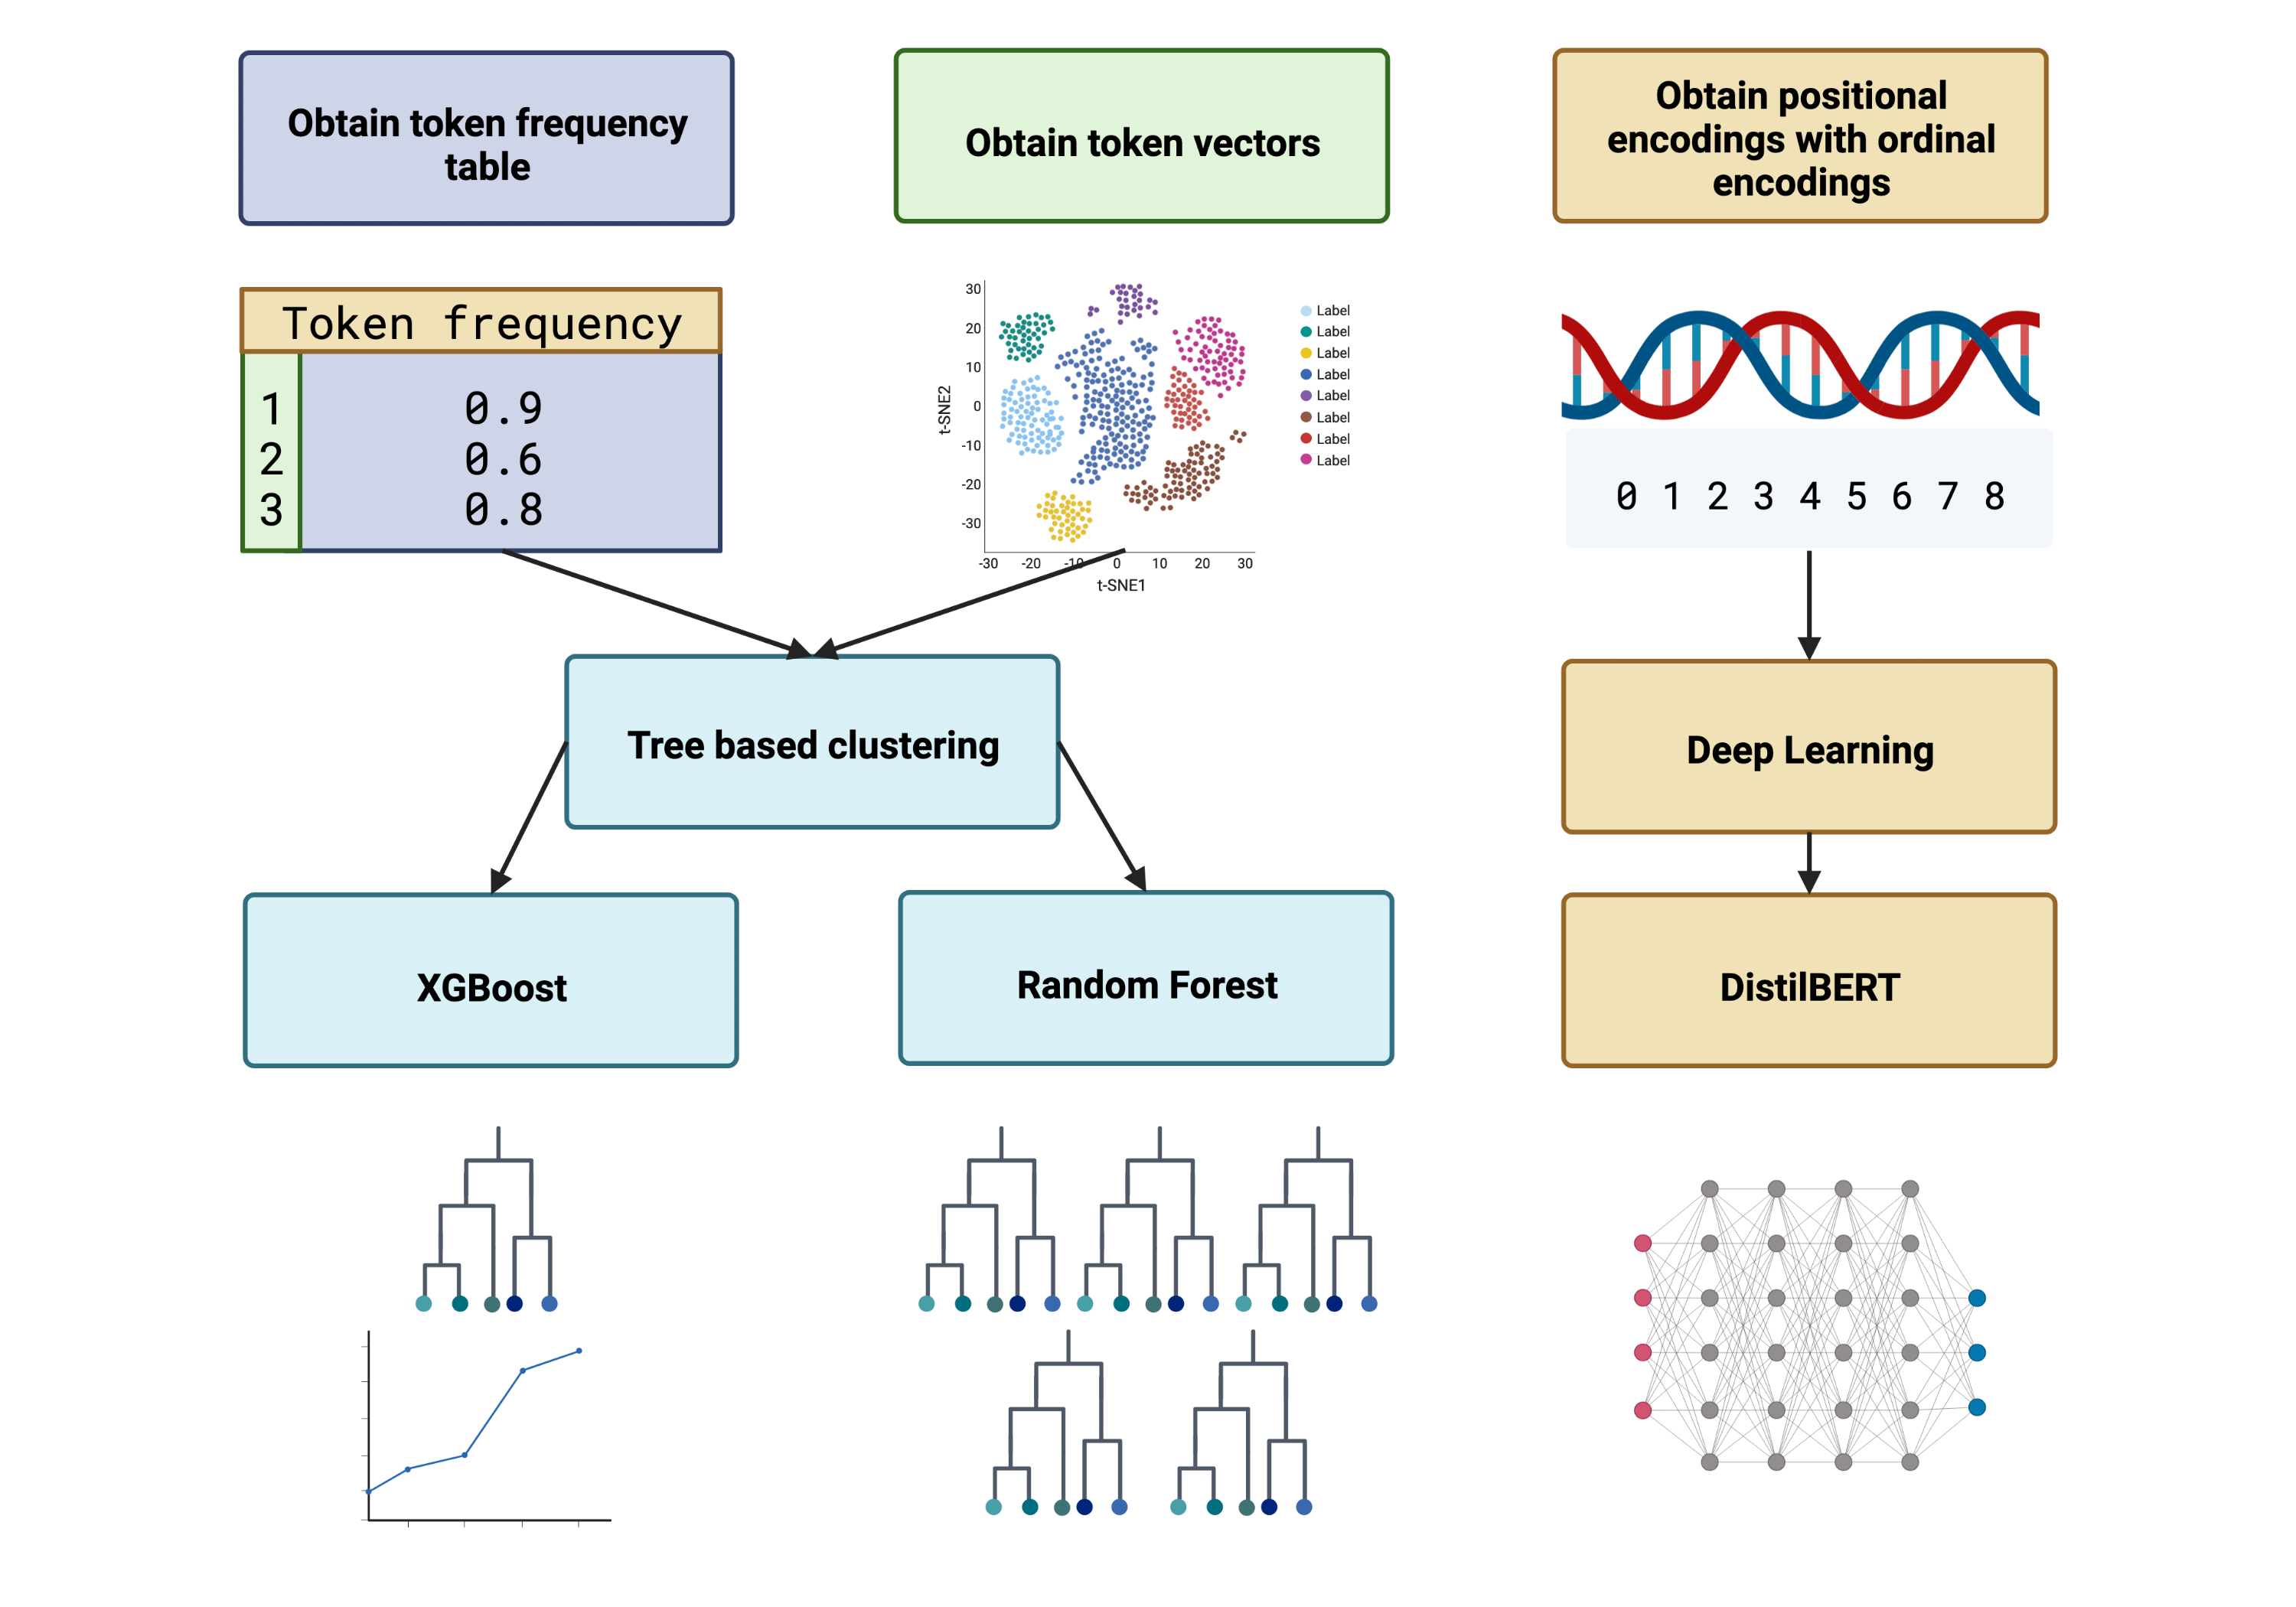 Obtain token frequency
table
Obtain token vectors
Obtain positional
encodings with ordinal
encodings
Token frequency
1 0.9
2 0.6
3 0.8
t-SNE2
30
20
10
0
-10
-20
-30
-30 -20 -10 0 10 20 30
t-SNE1
Label
Label
Label
Label
Label
Label
Label
Label
0 1 2 3 4 5 6 7 8
Tree based clustering
Deep Learning
XGBoost
Random Forest
DistilBERT